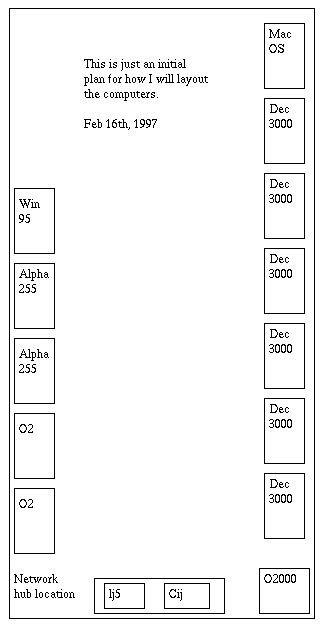 This is just an initial
plan for how I will layout
the computers.
Feb 16th, 1997
Mac
OS
Dec
3000
Dec
3000
Dec
3000
Dec
3000
Dec
3000
Dec
3000
O2000
Win
95
Alpha
255
Alpha
255
O2
O2
Network
hub location
lj5
Cij